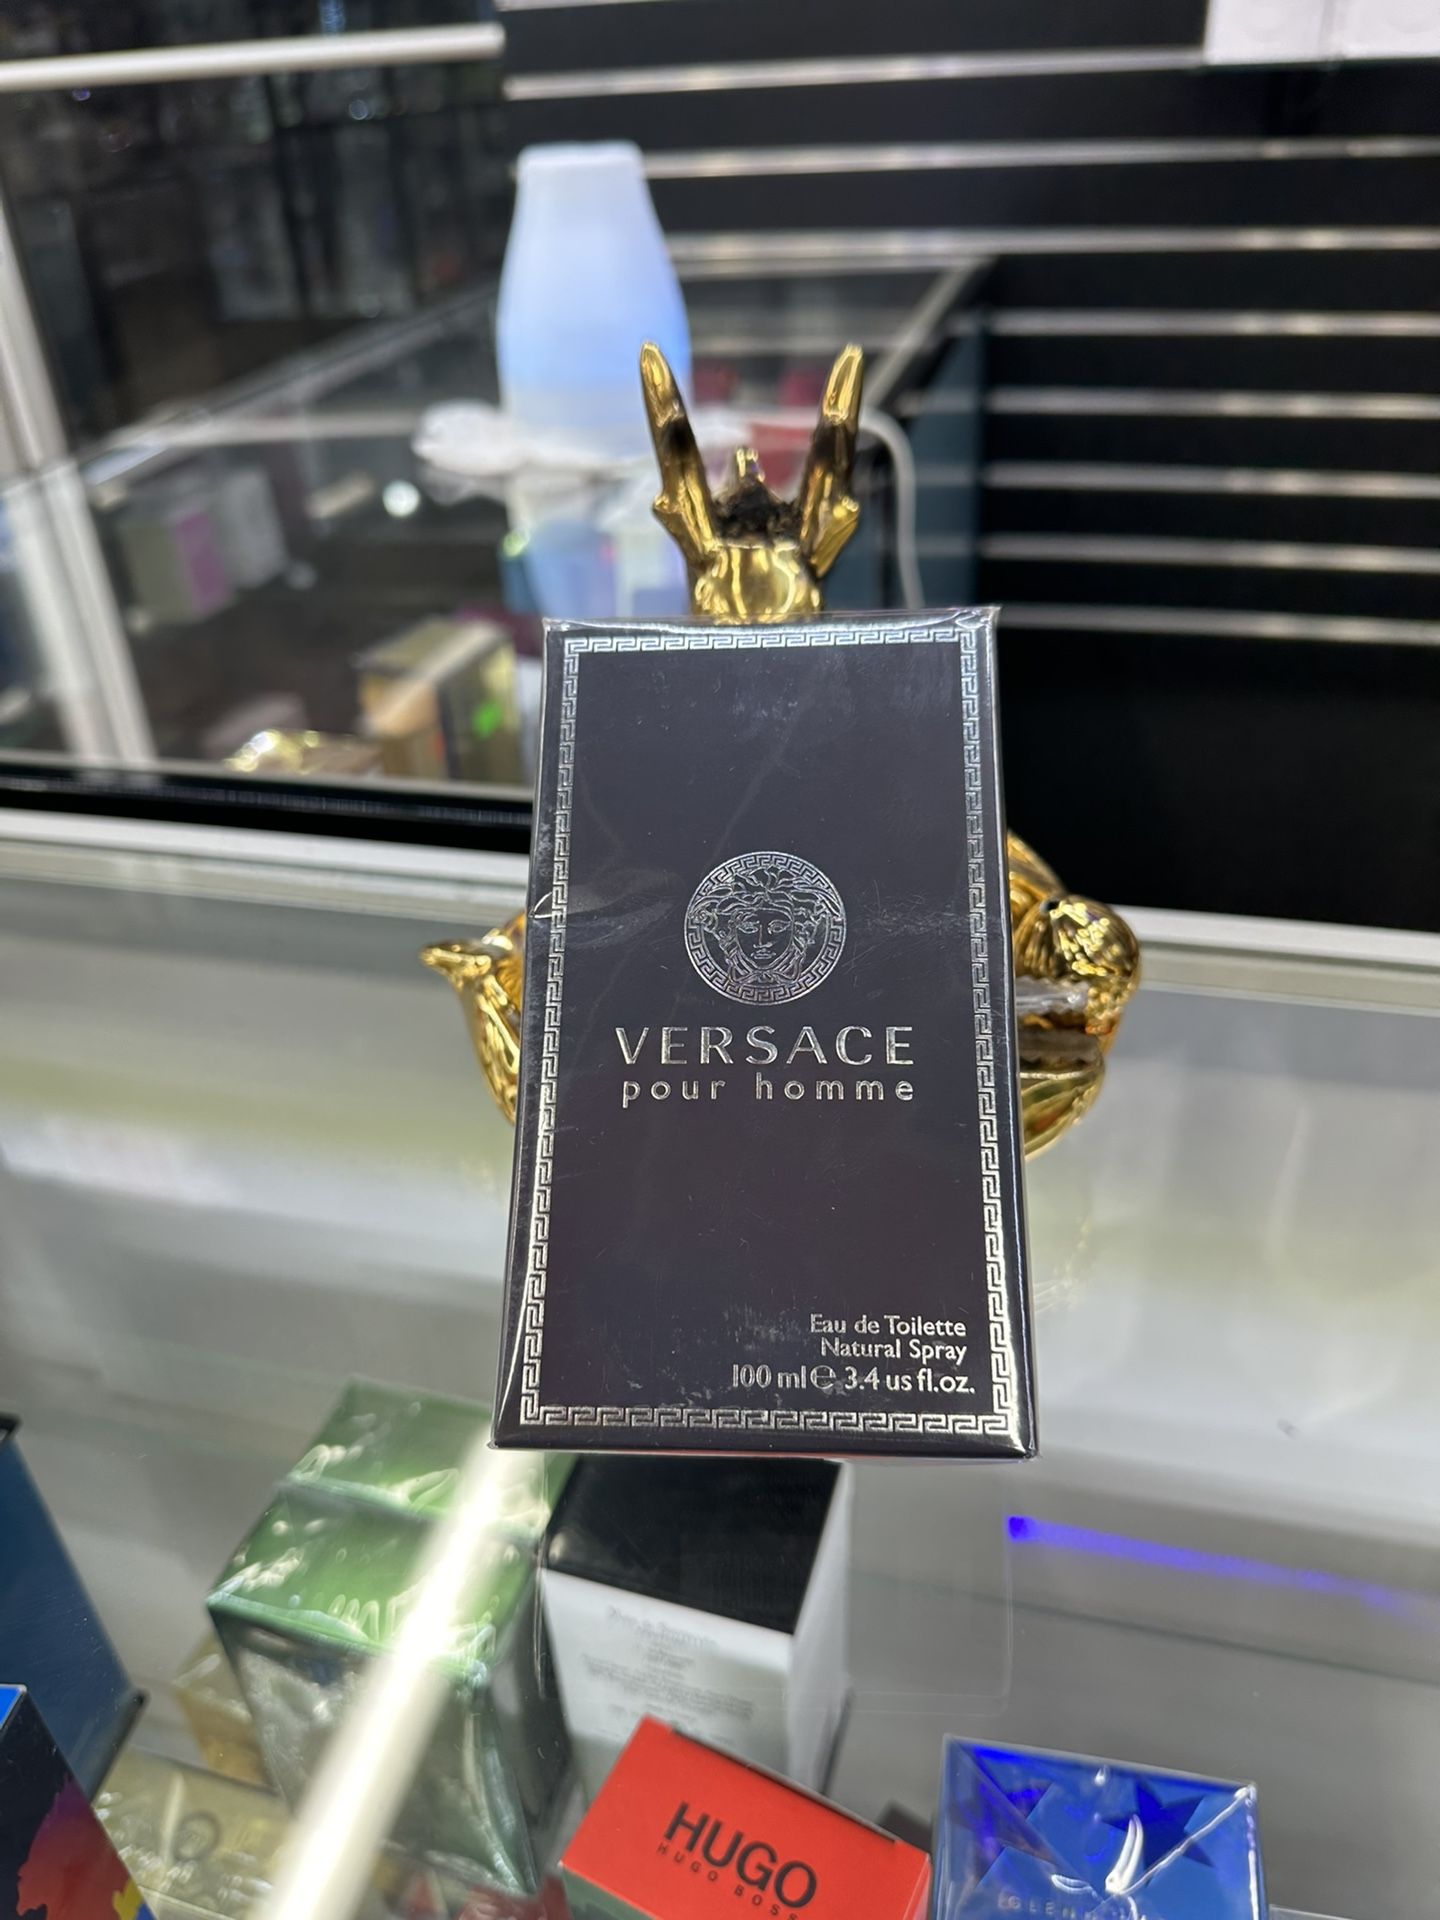 VERSACE
pour homme
Eau de Toilette
Natural Spray
100 ml ℮ 3.4 us fl.oz.
HUGO
HUGO BOSS